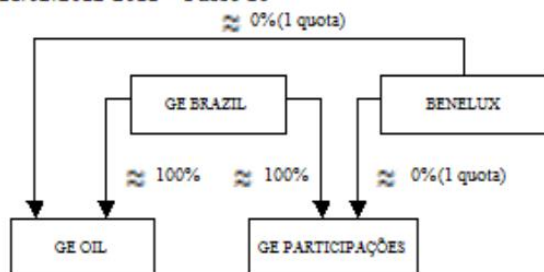 ≈ 0%(1 quota)
GE BRAZIL
BENELUX
≈ 100%
≈ 100%
≈ 0%(1 quota)
GE OIL
GE PARTICIPAÇÕES